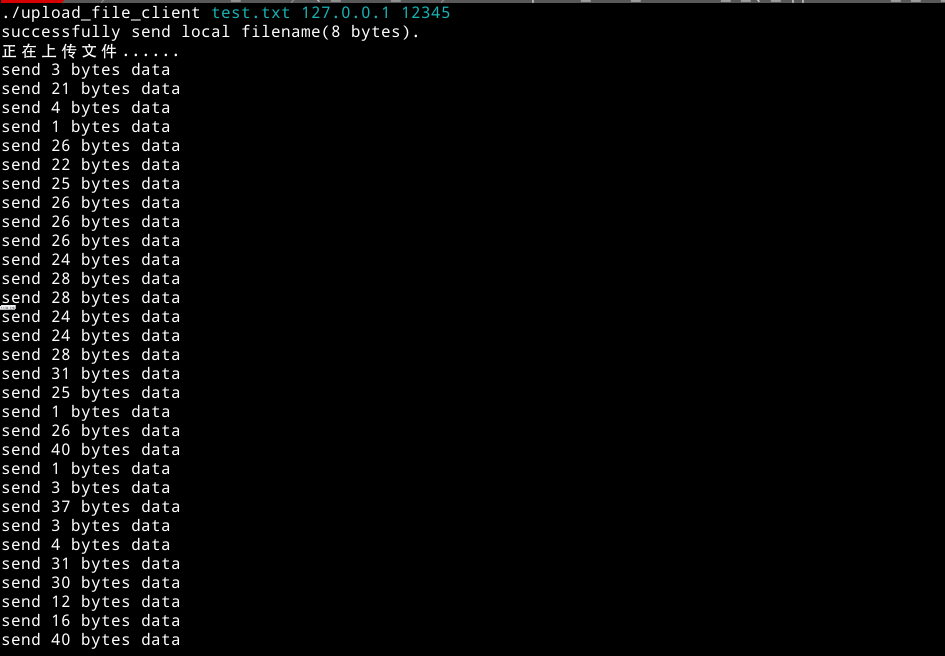 ./upload_file_client test.txt 127.0.0.1 12345
successfully send local filename(8 bytes).
正在上传文件......
send 3 bytes data
send 21 bytes data
send 4 bytes data
send 1 bytes data
send 26 bytes data
send 22 bytes data
send 25 bytes data
send 26 bytes data
send 26 bytes data
send 26 bytes data
send 24 bytes data
send 28 bytes data
send 28 bytes data
send 24 bytes data
send 24 bytes data
send 28 bytes data
send 31 bytes data
send 25 bytes data
send 1 bytes data
send 26 bytes data
send 40 bytes data
send 1 bytes data
send 3 bytes data
send 37 bytes data
send 3 bytes data
send 4 bytes data
send 31 bytes data
send 30 bytes data
send 12 bytes data
send 16 bytes data
send 40 bytes data